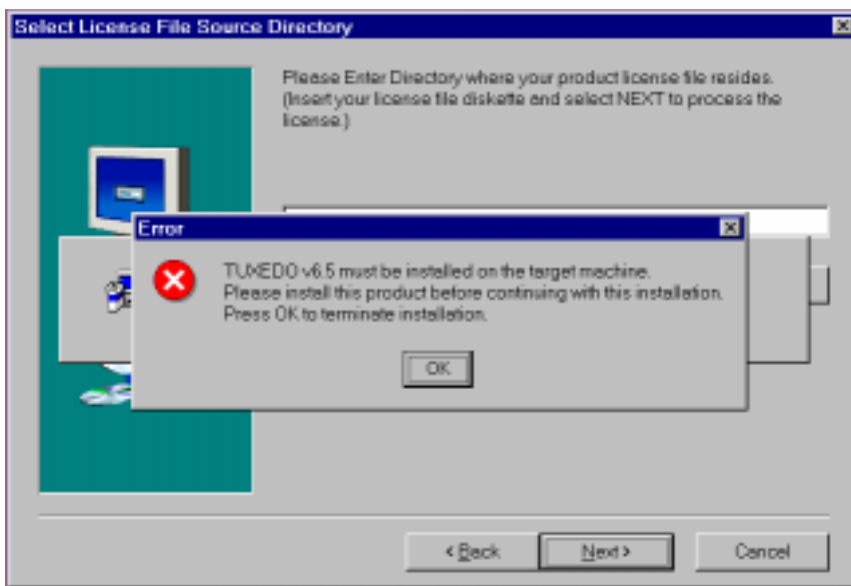 Select License File Source Directory
Please Enter Directory where your product license file resides.
(Insert your license file diskette and select NEXT to process the
license.)
Error
TUXEDO v6.5 must be installed on the target machine.
Please install this product before continuing with this installation.
Press OK to terminate installation.
OK
< Back
Next >
Cancel